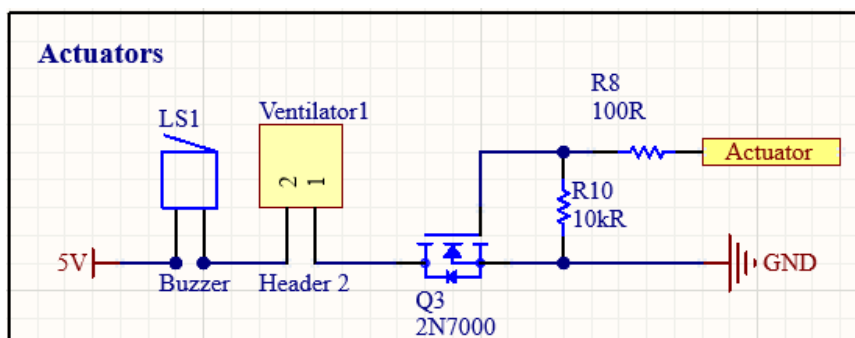 Actuators
R8
100R
LS1
Ventilator1
Actuator
2
1
R10
10kR
5V
GND
Buzzer
Header 2
Q3
2N7000